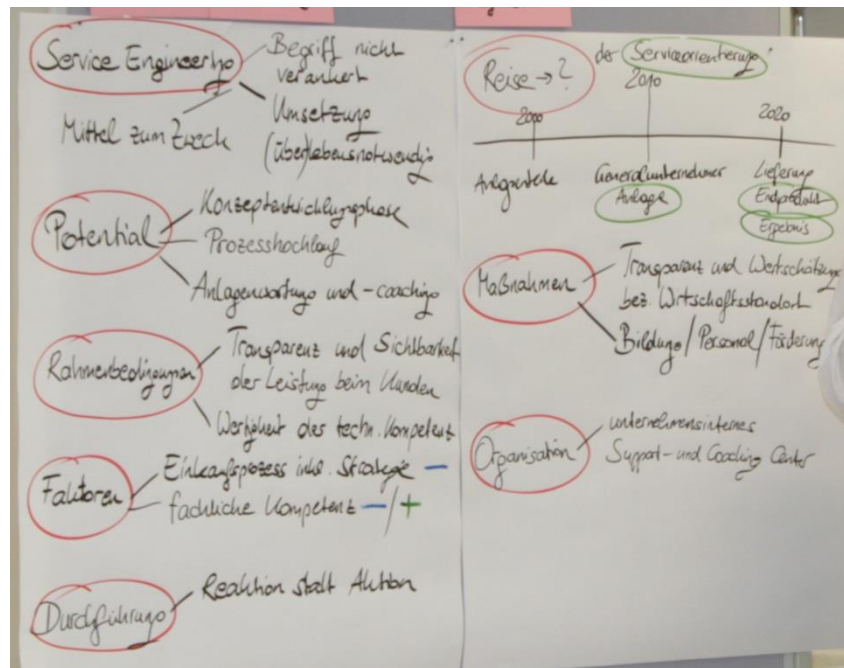 Service Engineering
Begriff nicht
verankert
Umsetzung
(über)lebensnotwendig
Mittel zum Zweck
Potential
Konzeptentwicklungsphase
Prozesshochlauf
Anlagenwartung und -coaching
Rahmenbedingungen
Transparenz und Sichtbarkeit
der Leistung beim Kunden
Wertigkeit der techn. Kompetenz
Faktoren
Einkaufsprozess inkl. Strategie –
fachliche Kompetenz –/+
Durchführung
Reaktion statt Aktion
Reise → ?
der Serviceorientierung
2000
2010
2020
Anlagenteile
Generalunternehmer
Anlage
Lieferung
Endprodukt
Ergebnis
Maßnahmen
Transparenz und Wertschätzung
bez. Wirtschaftsstandort
Bildung/Personal/Förderung
Organisation
unternehmensinternes
Support- und Coaching Center